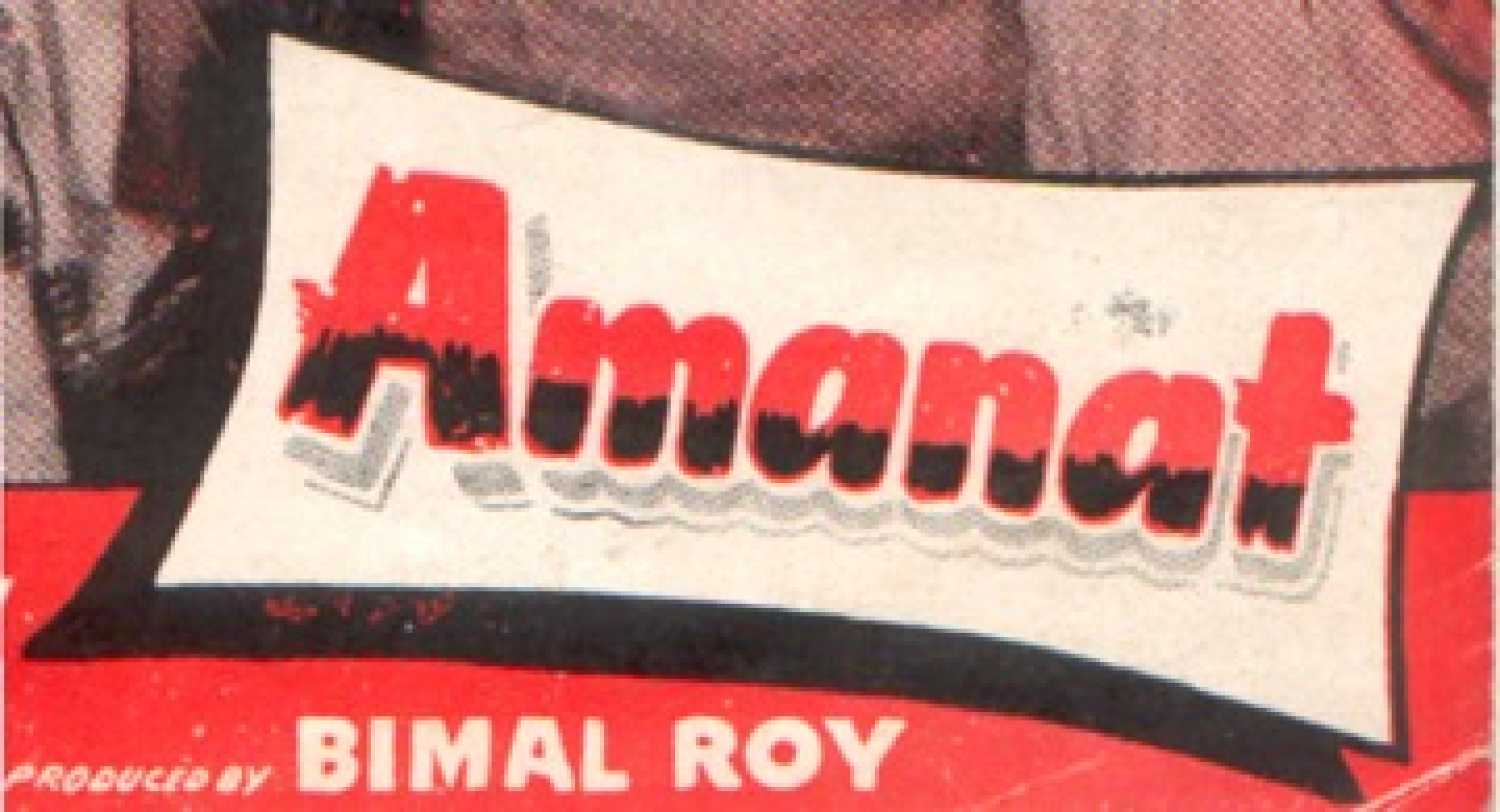 Amanat
PRODUCED BY BIMAL ROY